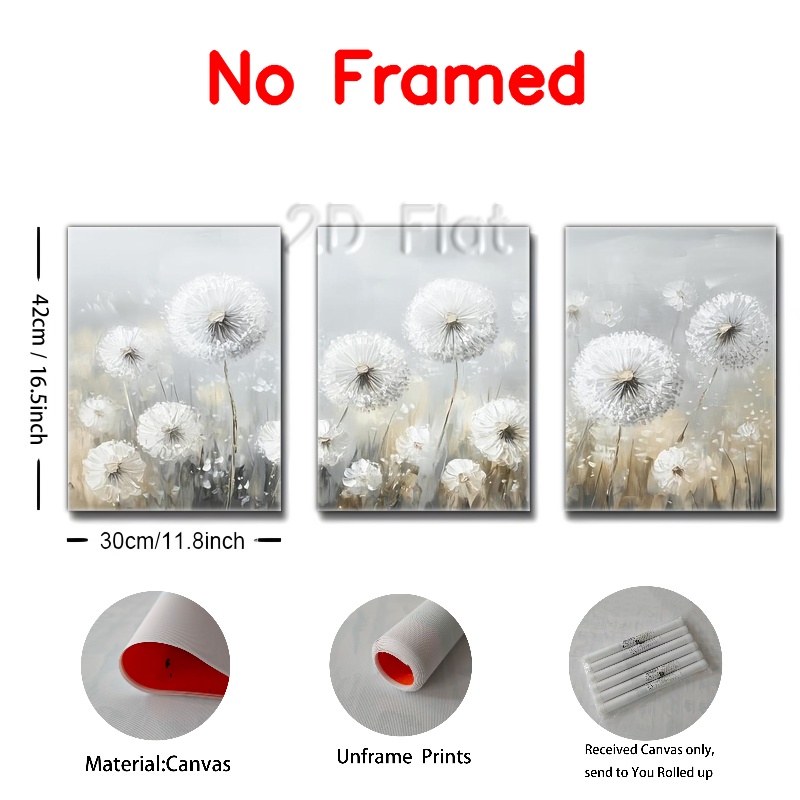 No Framed
2D Flat
42cm / 16.5inch
30cm/11.8inch
Material:Canvas
Unframe Prints
Received Canvas only,
send to You Rolled up